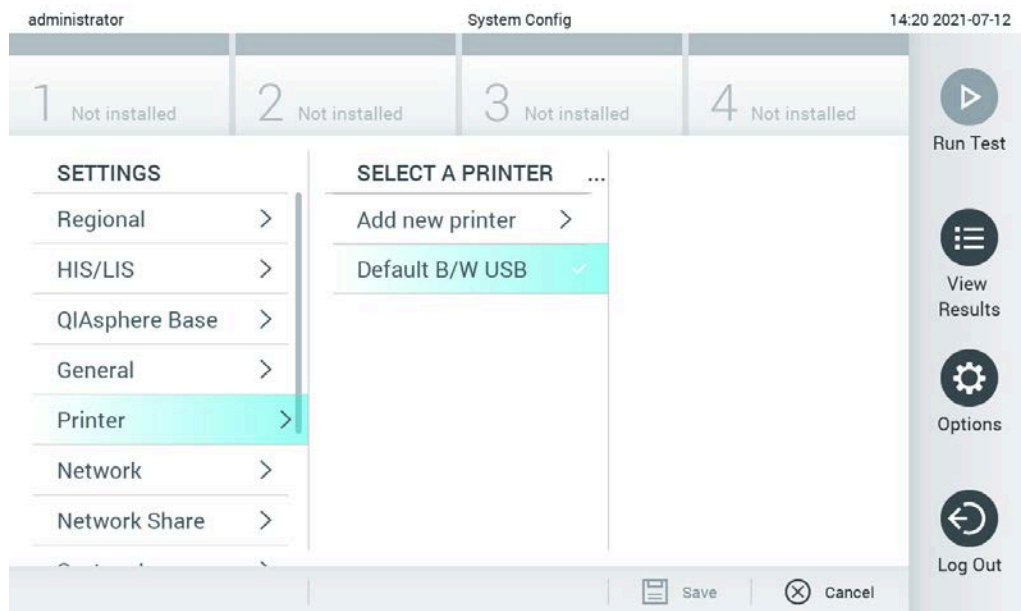 administrator System Config 14:20 2021-07-12
1 Not installed 2 Not installed 3 Not installed 4 Not installed
Run Test
SETTINGS SELECT A PRINTER ...
Regional Add new printer
HIS/LIS Default B/W USB
View
Results
QIAsphere Base
General
Printer
Options
Network
Network Share
Log Out
Save Cancel